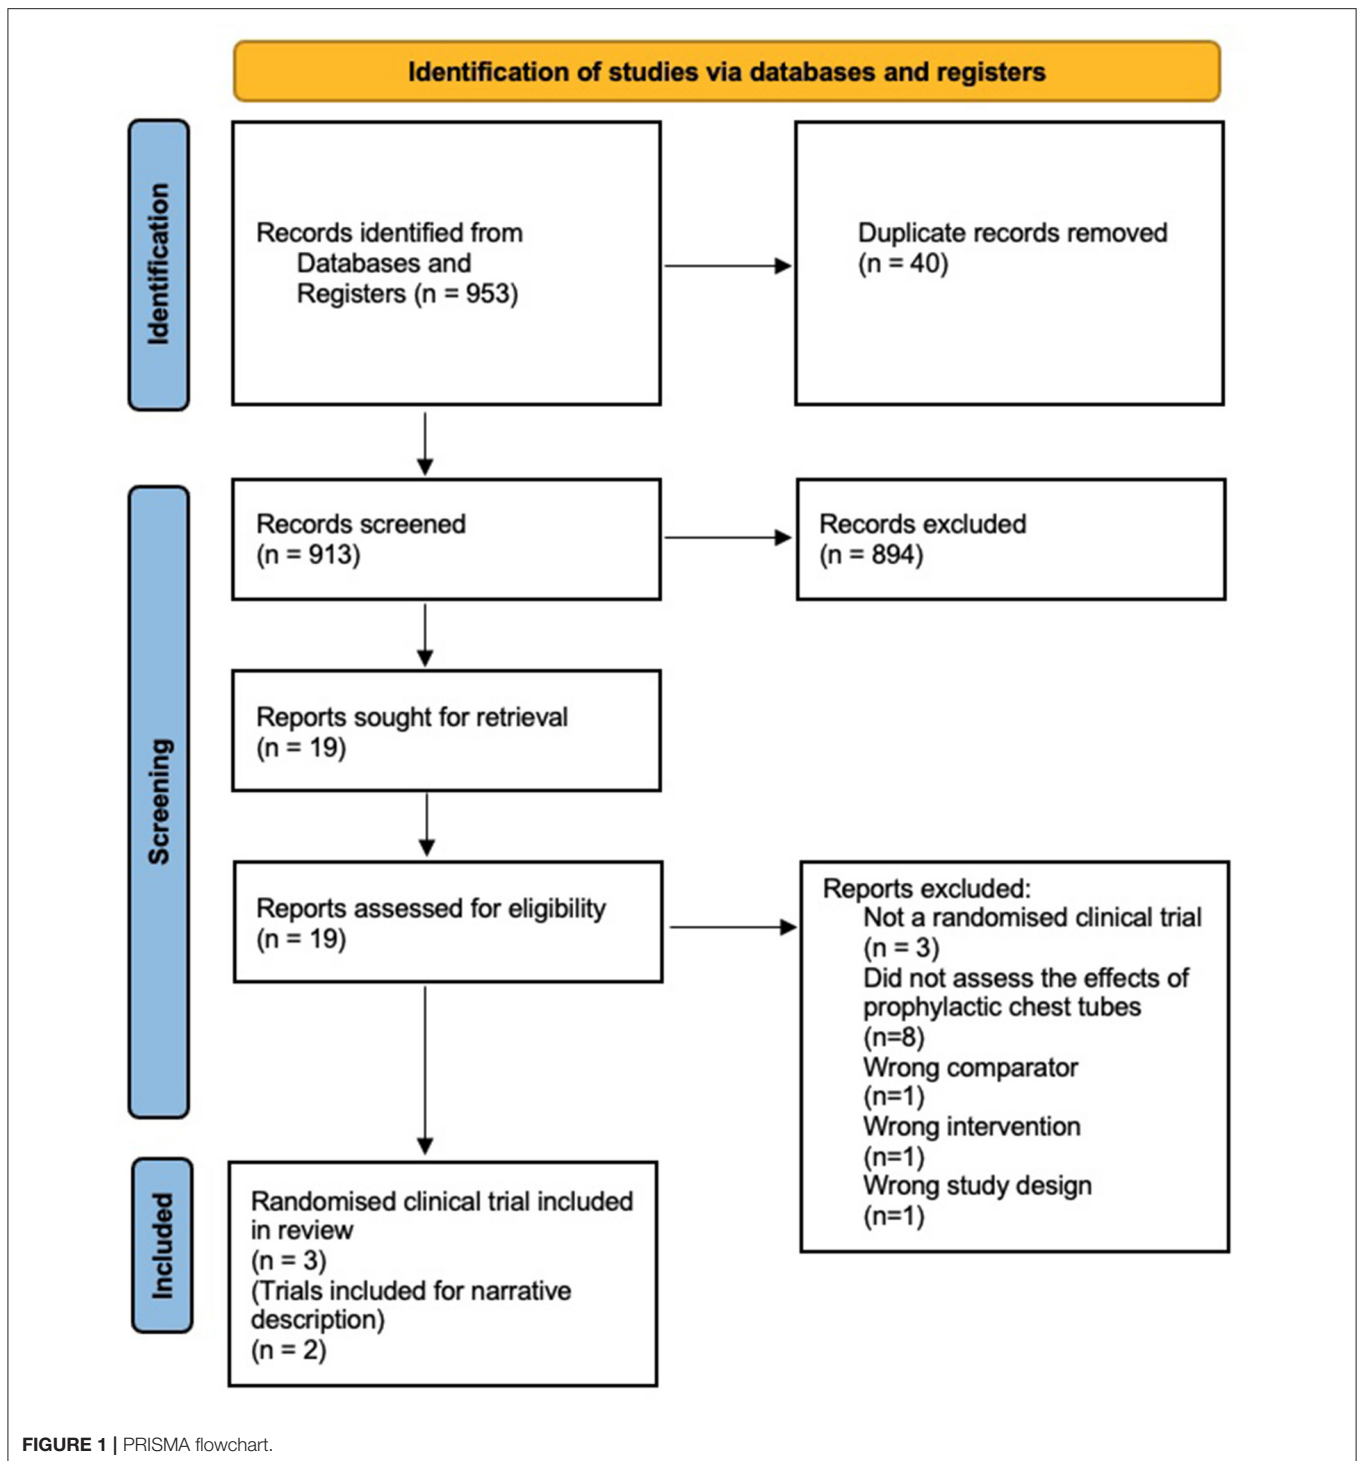 Identification of studies via databases and registers
Identification
Records identified from
Databases and
Registers (n = 953)
Duplicate records removed
(n = 40)
Screening
Records screened
(n = 913)
Records excluded
(n = 894)
Reports sought for retrieval
(n = 19)
Reports assessed for eligibility
(n = 19)
Reports excluded:
Not a randomised clinical trial
(n = 3)
Did not assess the effects of
prophylactic chest tubes
(n=8)
Wrong comparator
(n=1)
Wrong intervention
(n=1)
Wrong study design
(n=1)
Included
Randomised clinical trial included
in review
(n = 3)
(Trials included for narrative
description)
(n = 2)
FIGURE 1 | PRISMA flowchart.